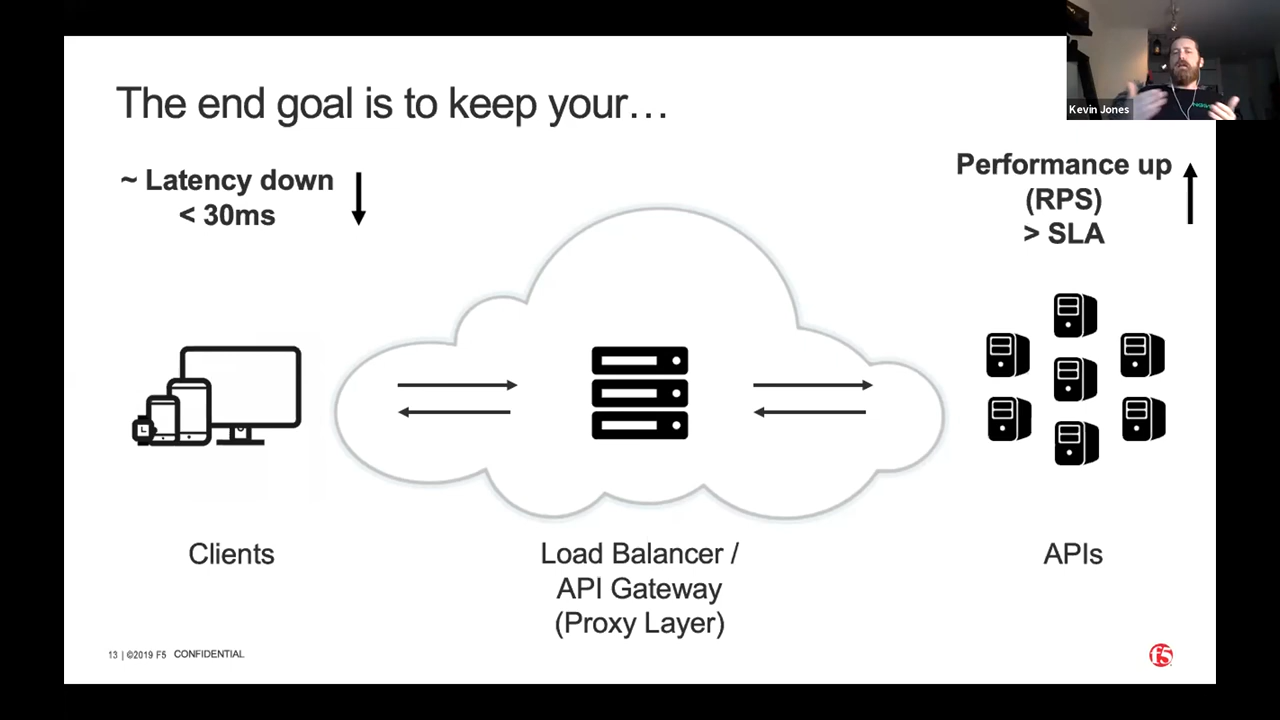 The end goal is to keep your…
Kevin Jones
~ Latency down
< 30ms
Performance up
(RPS)
> SLA
Clients
Load Balancer /
API Gateway
(Proxy Layer)
APIs
13 | ©2019 F5 CONFIDENTIAL
f5